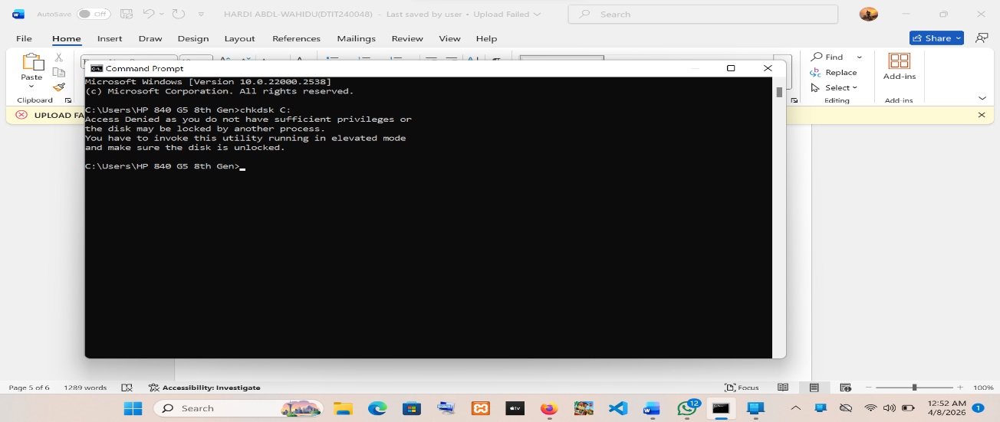 AutoSave Off HARDI ABDL-WAHIDU(DTIT240048) - Last saved by user • Upload Failed Search
File Home Insert Draw Design Layout References Mailings Review View Help Share
Paste
Clipboard
Find
Replace
Select
Editing
Add-ins
Add-ins
UPLOAD FA
Command Prompt
Microsoft Windows [Version 10.0.22000.2538]
(c) Microsoft Corporation. All rights reserved.
C:\Users\HP 840 G5 8th Gen>chkdsk C:
Access Denied as you do not have sufficient privileges or
the disk may be locked by another process.
You have to invoke this utility running in elevated mode
and make sure the disk is unlocked.
C:\Users\HP 840 G5 8th Gen>
Page 5 of 6 1289 words Accessibility: Investigate Focus 100%
Search tv 12 12:52 AM 1
4/8/2026